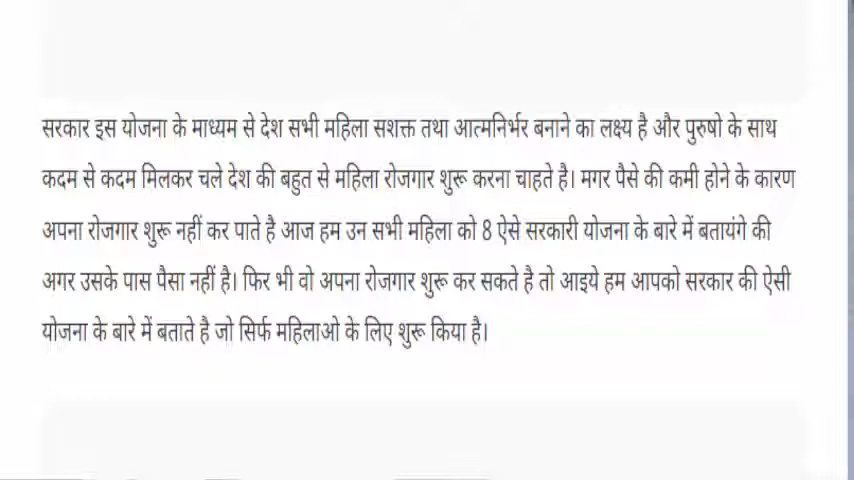 सरकार इस योजना के माध्यम से देश सभी महिला सशक्त तथा आत्मनिर्भर बनाने का लक्ष्य है और पुरुषो के साथ
कदम से कदम मिलकर चले देश की बहुत से महिला रोजगार शुरू करना चाहते है। मगर पैसे की कमी होने के कारण
अपना रोजगार शुरू नहीं कर पाते है आज हम उन सभी महिला को 8 ऐसे सरकारी योजना के बारे में बतायंगे की
अगर उसके पास पैसा नहीं है। फिर भी वो अपना रोजगार शुरू कर सकते है तो आइये हम आपको सरकार की ऐसी
योजना के बारे में बताते है जो सिर्फ महिलाओ के लिए शुरू किया है।